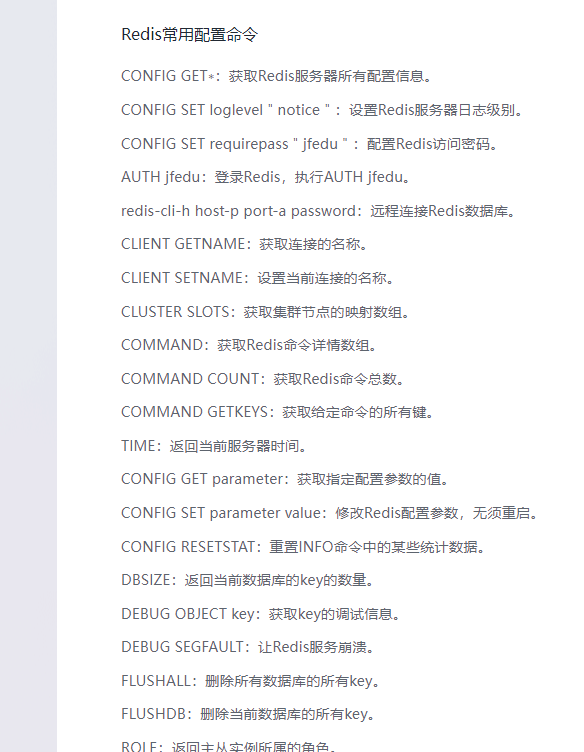 Redis常用配置命令
CONFIG GET*：获取Redis服务器所有配置信息。
CONFIG SET loglevel＂notice＂：设置Redis服务器日志级别。
CONFIG SET requirepass＂jfedu＂：配置Redis访问密码。
AUTH jfedu：登录Redis，执行AUTH jfedu。
redis-cli-h host-p port-a password：远程连接Redis数据库。
CLIENT GETNAME：获取连接的名称。
CLIENT SETNAME：设置当前连接的名称。
CLUSTER SLOTS：获取集群节点的映射数组。
COMMAND：获取Redis命令详情数组。
COMMAND COUNT：获取Redis命令总数。
COMMAND GETKEYS：获取给定命令的所有键。
TIME：返回当前服务器时间。
CONFIG GET parameter：获取指定配置参数的值。
CONFIG SET parameter value：修改Redis配置参数，无须重启。
CONFIG RESETSTAT：重置INFO命令中的某些统计数据。
DBSIZE：返回当前数据库的key的数量。
DEBUG OBJECT key：获取key的调试信息。
DEBUG SEGFAULT：让Redis服务崩溃。
FLUSHALL：删除所有数据库的所有key。
FLUSHDB：删除当前数据库的所有key。
ROLE：返回主从实例所属的角色。